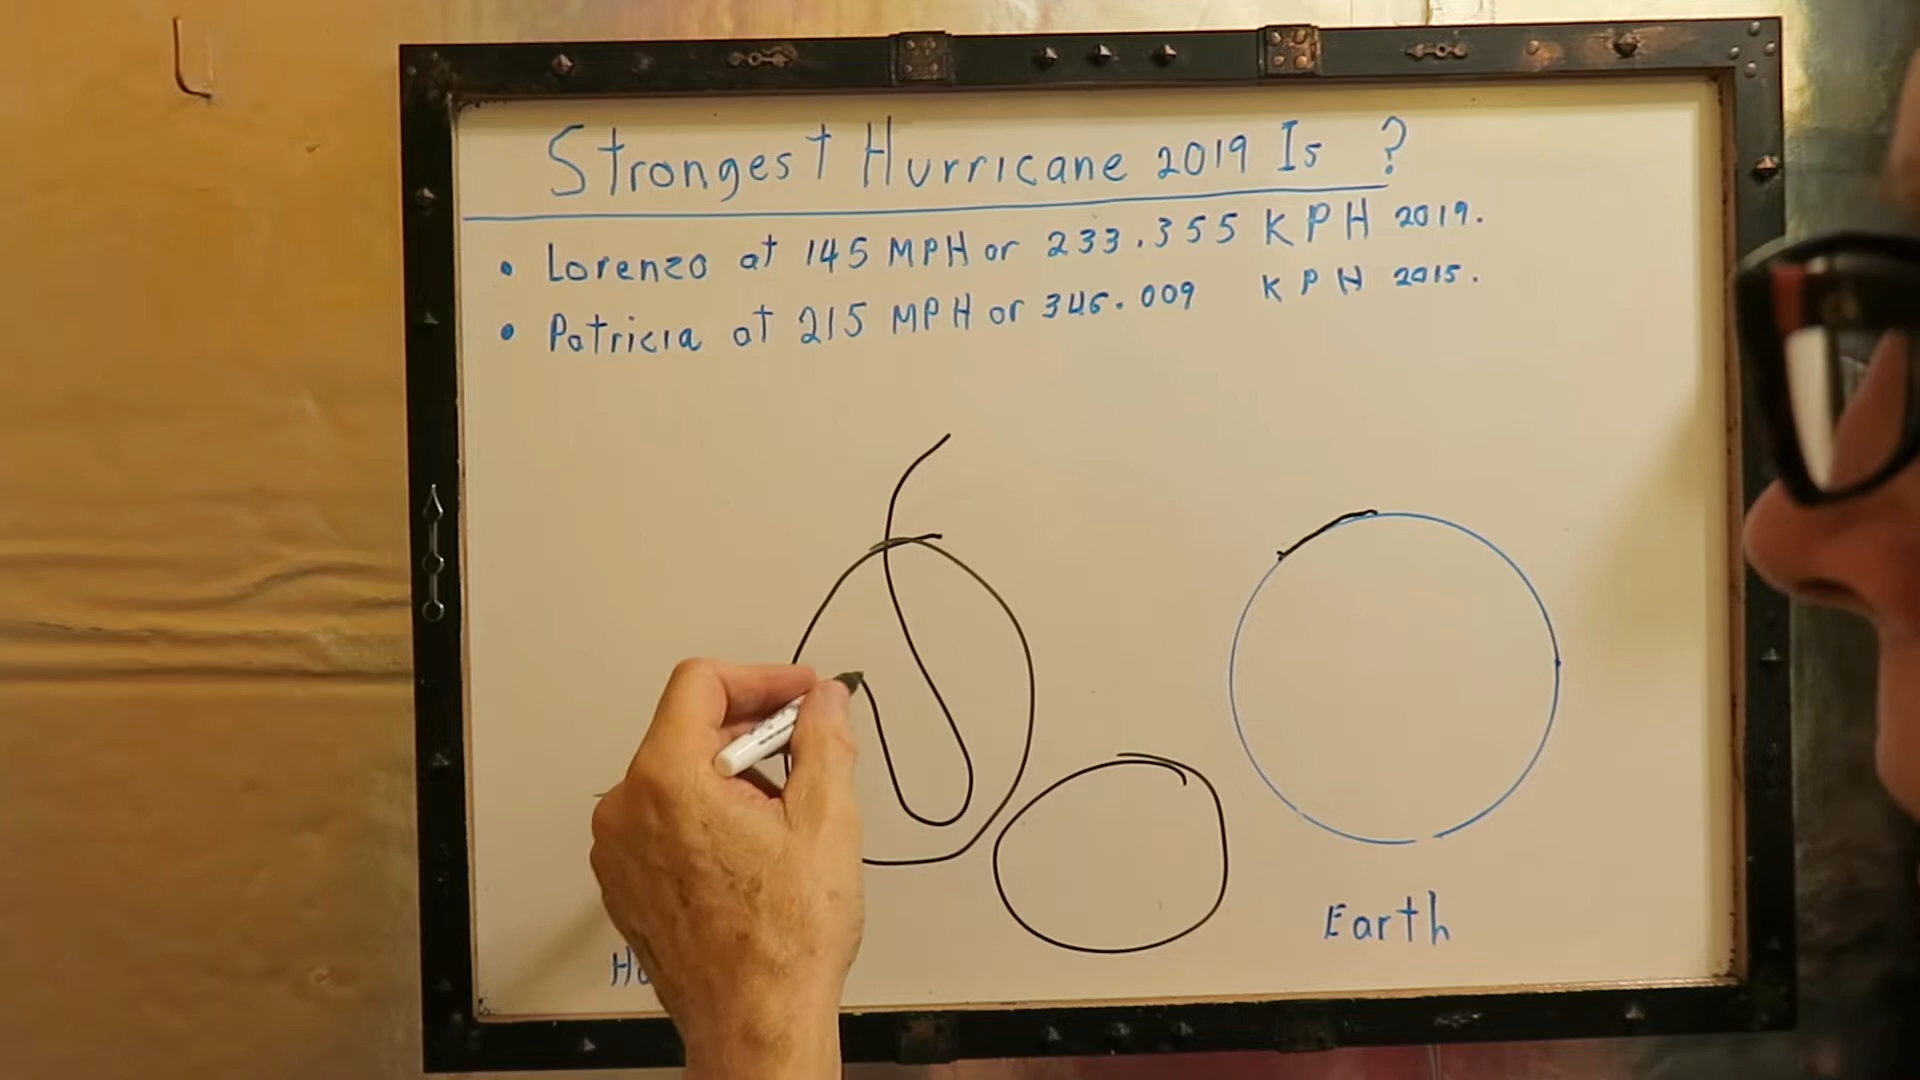 Strongest Hurricane 2019 Is ?
• Lorenzo at 145 MPH or 233.355 KPH 2019.
• Patricia at 215 MPH or 346.009 KPH 2015.
Earth